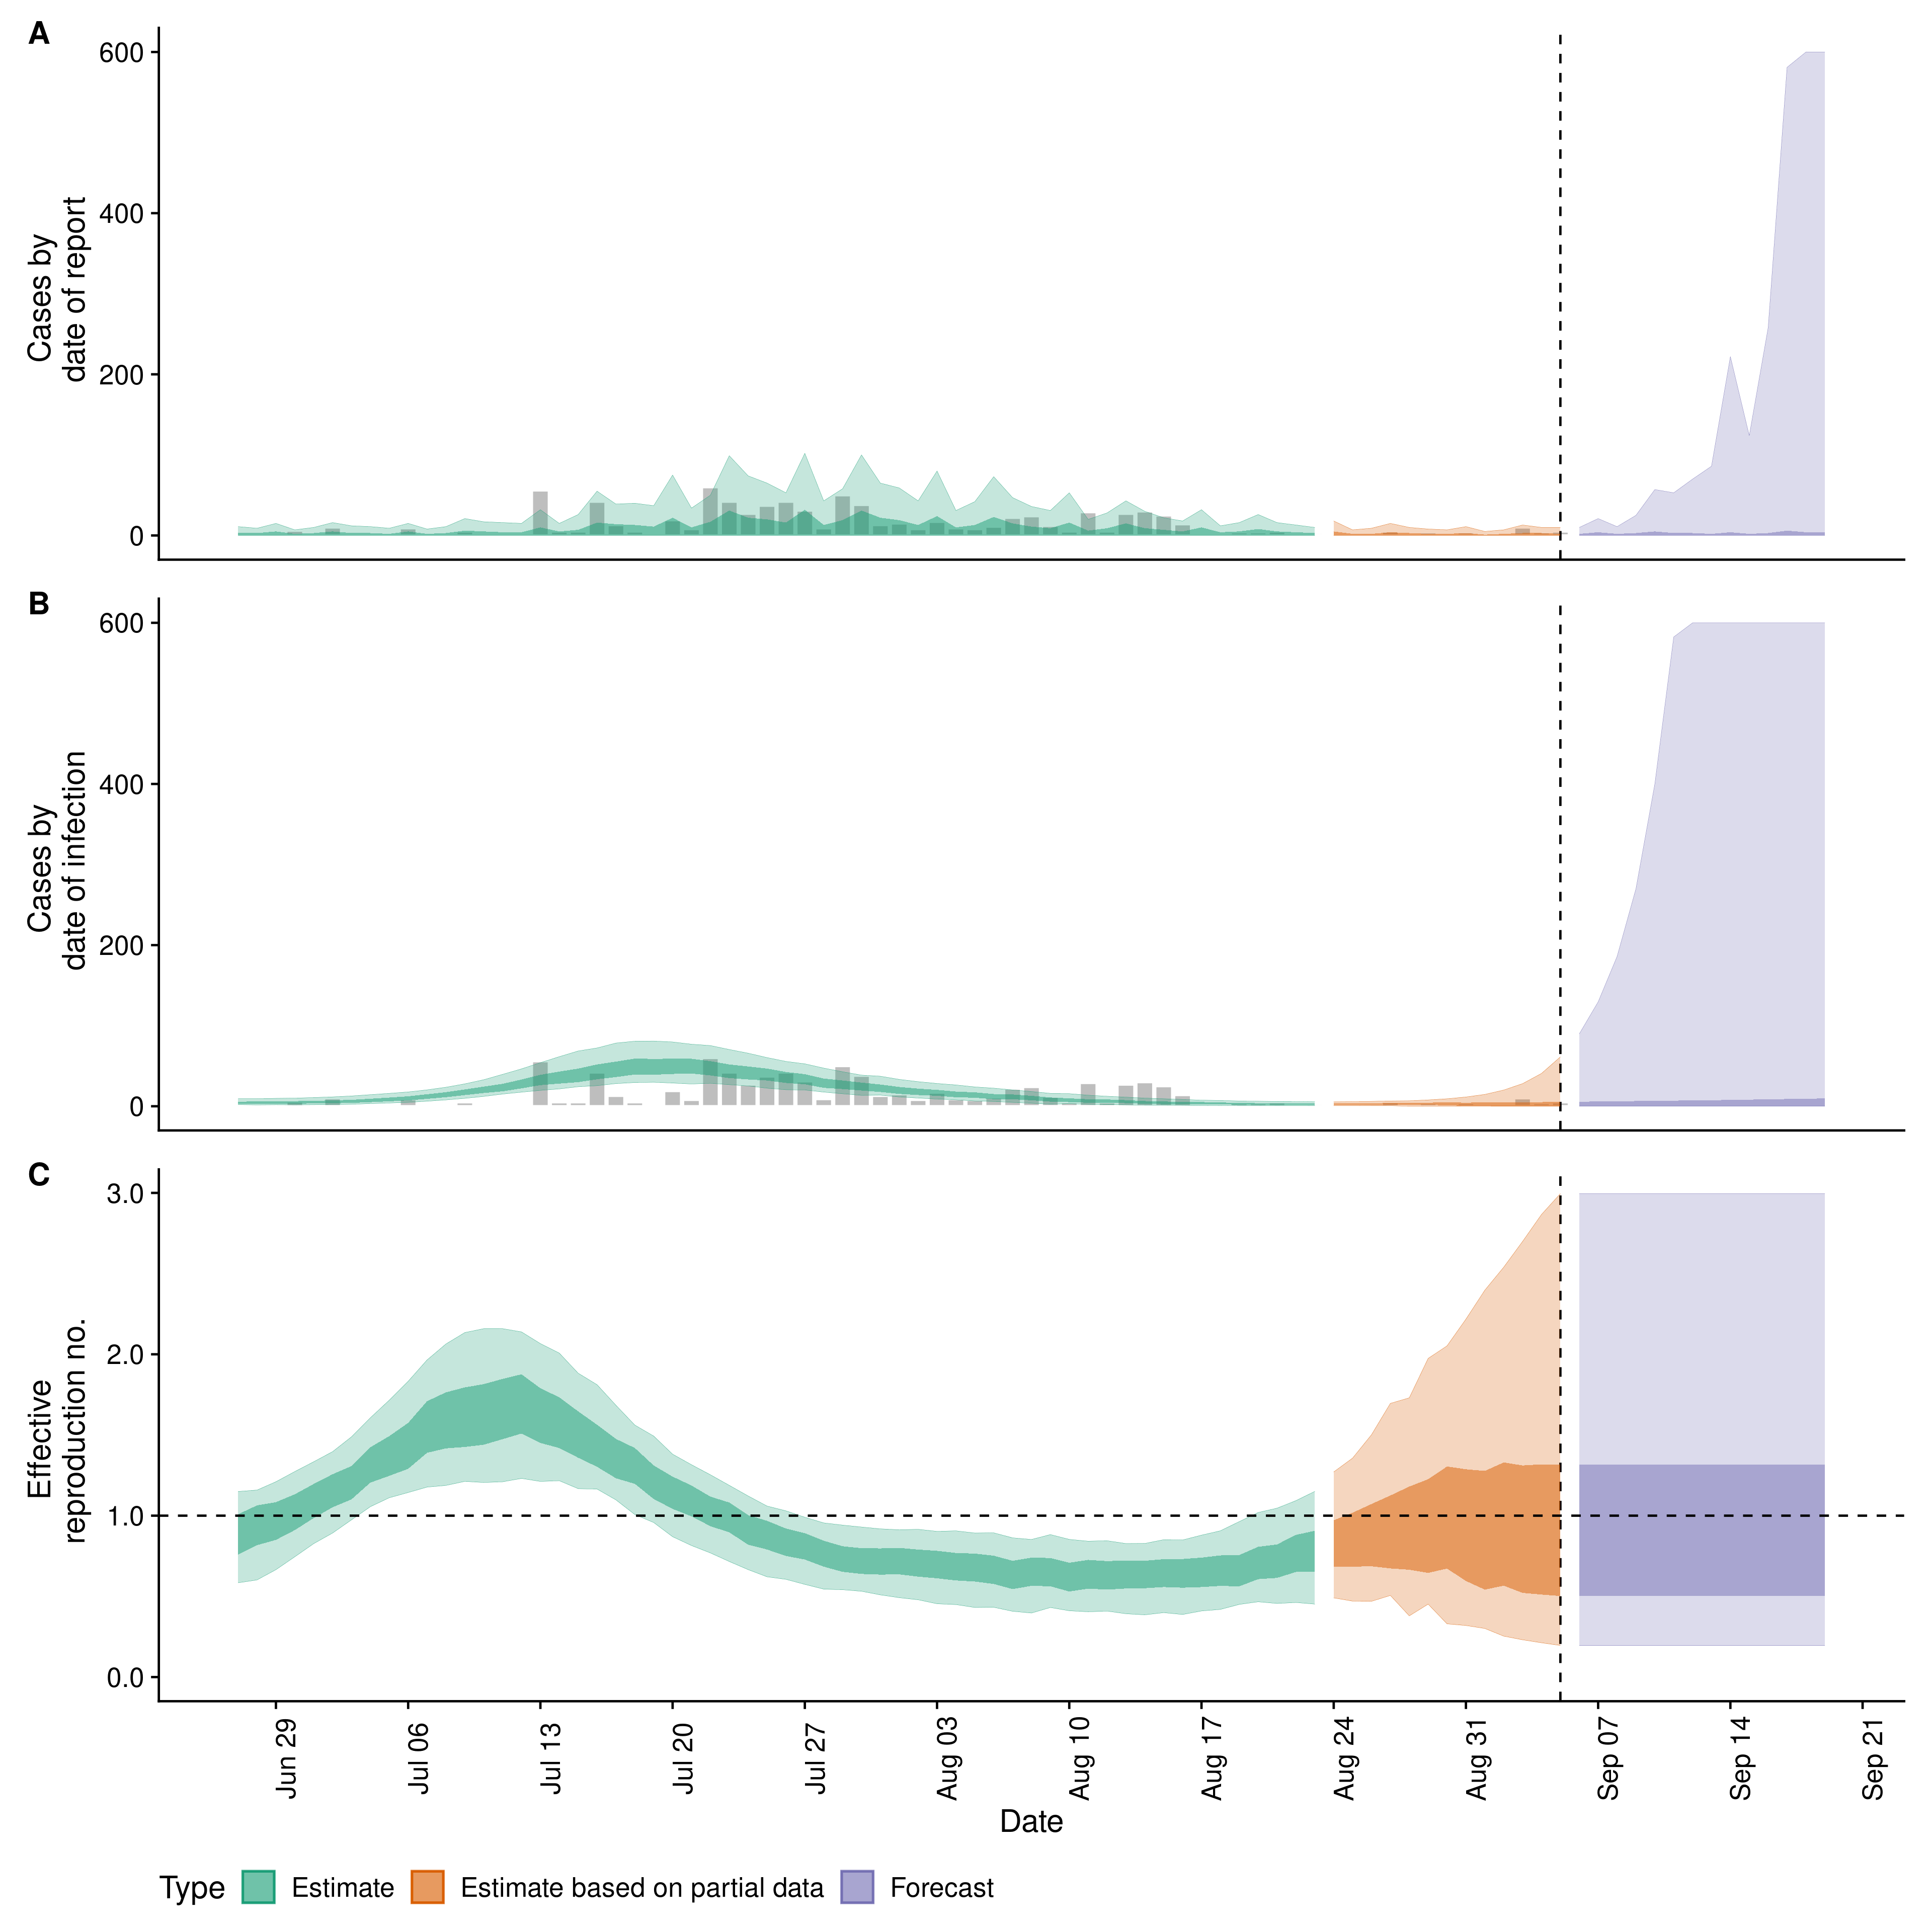 A
Cases by
date of report
600
400
200
0
B
Cases by
date of infection
600
400
200
0
C
Effective
reproduction no.
3.0
2.0
1.0
0.0
Jun 29
Jul 06
Jul 13
Jul 20
Jul 27
Aug 03
Aug 10
Aug 17
Aug 24
Aug 31
Sep 07
Sep 14
Sep 21
Date
Type Estimate Estimate based on partial data Forecast